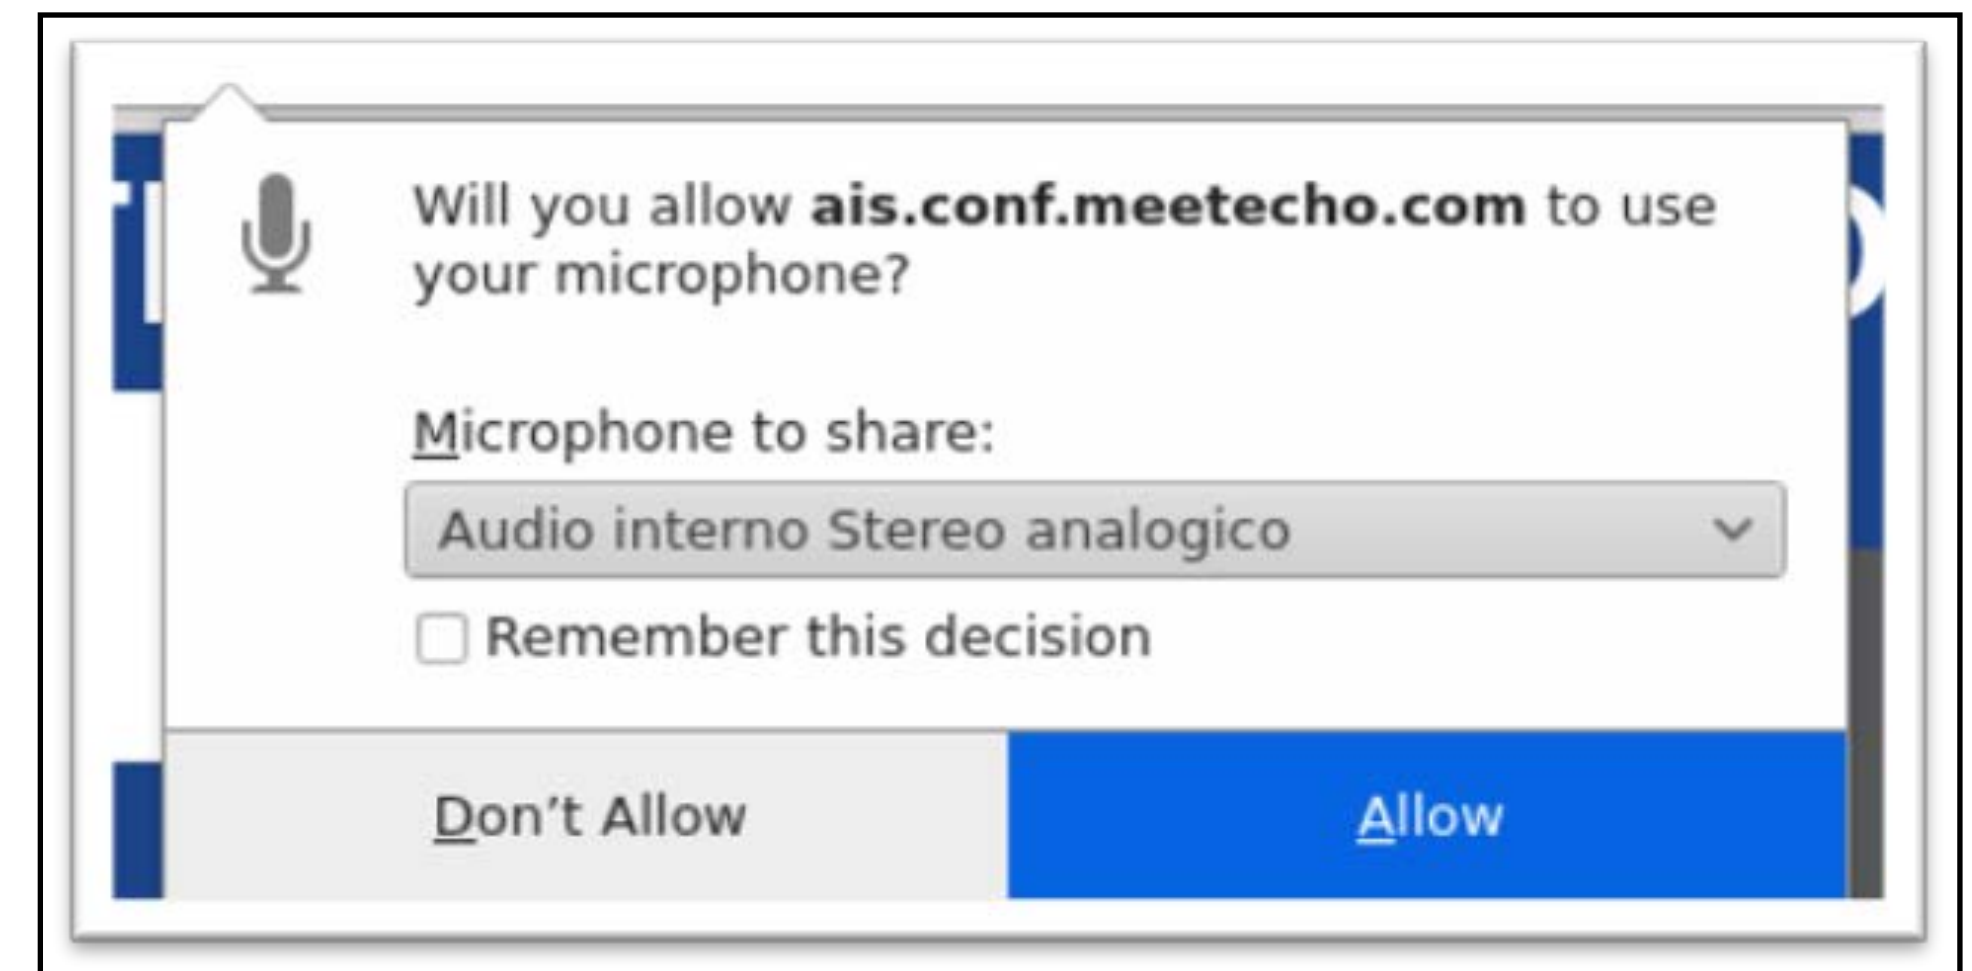 Will you allow ais.conf.meetecho.com to use
your microphone?
Microphone to share:
Audio interno Stereo analogico
Remember this decision
Don’t Allow
Allow